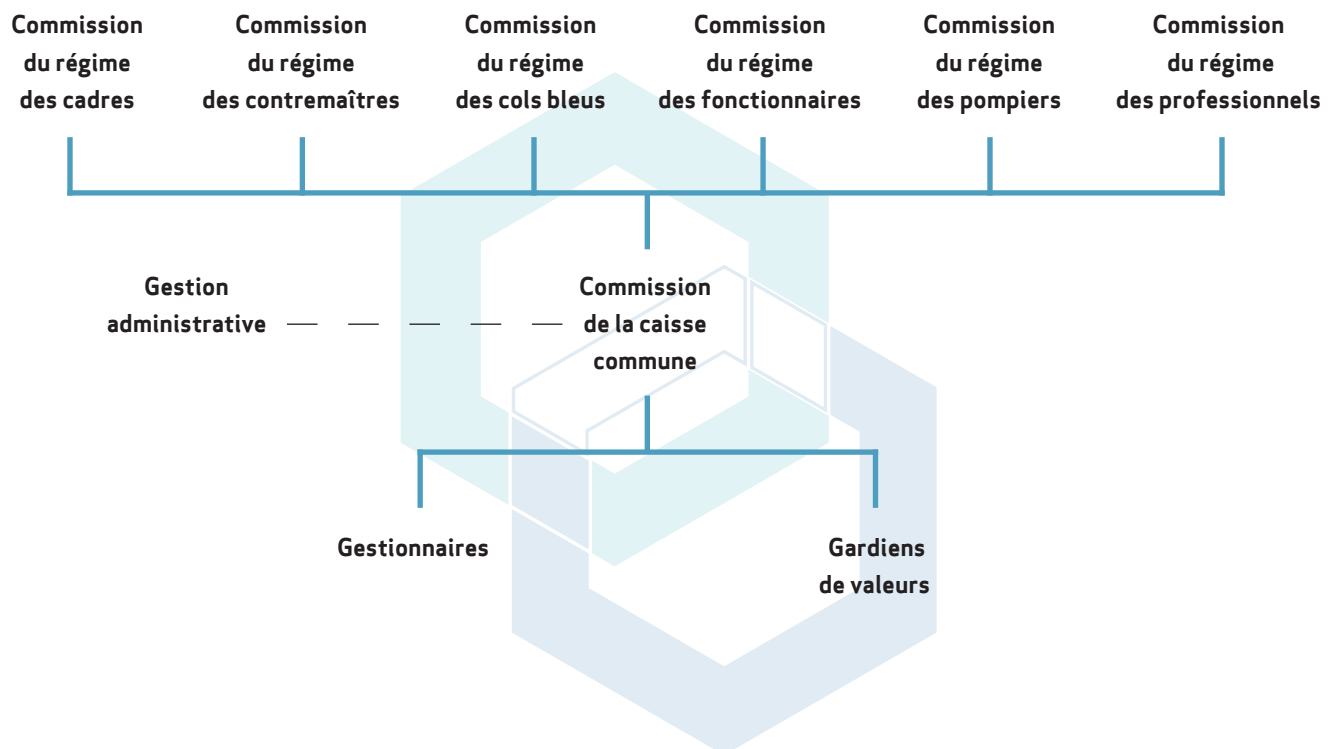 Commission
du régime
des cadres
Commission
du régime
des contremaîtres
Commission
du régime
des cols bleus
Commission
du régime
des fonctionnaires
Commission
du régime
des pompiers
Commission
du régime
des professionnels
Gestion
administrative
Commission
de la caisse
commune
Gestionnaires
Gardiens
de valeurs